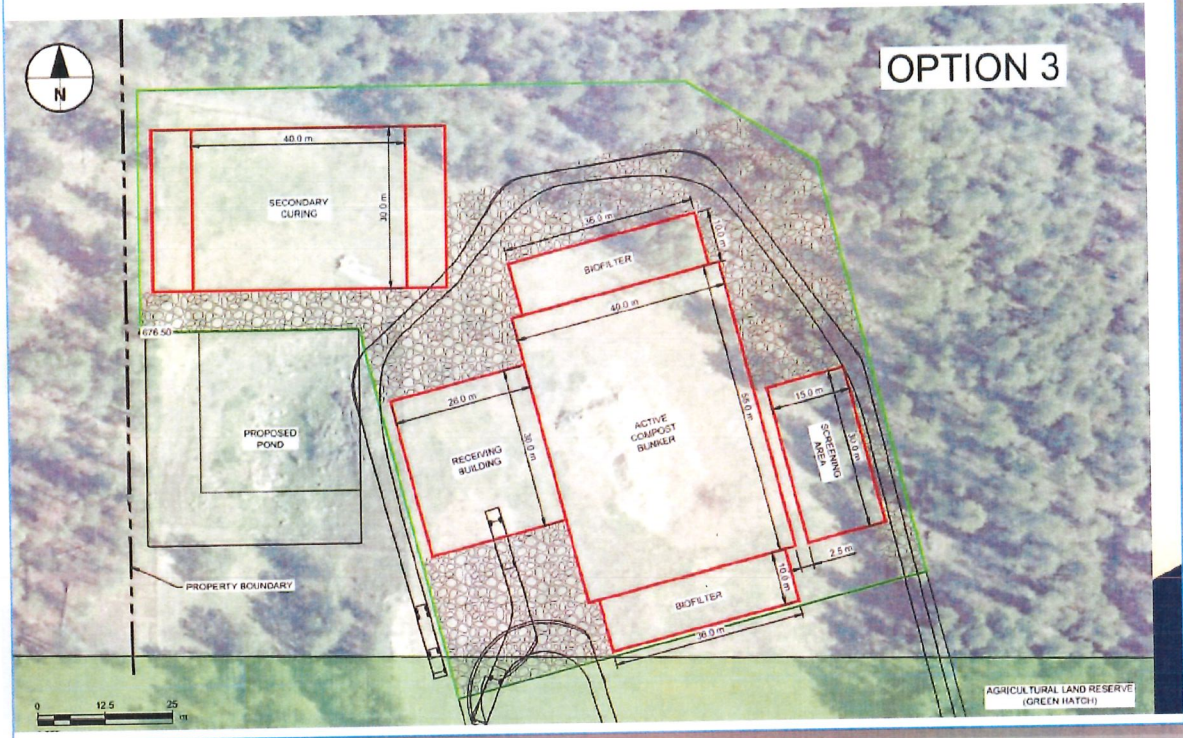 OPTION 3
N
40.0 m
SECONDARY
CURING
30.0 m
36.0 m
10.0 m
BIOFILTER
40.0 m
676.50
26.0 m
PROPOSED
POND
RECEIVING
BUILDING
30.0 m
ACTIVE
COMPOST
BUNKER
55.0 m
15.0 m
SCREENING
AREA
30.0 m
2.5 m
PROPERTY BOUNDARY
BIOFILTER
10.0 m
36.0 m
AGRICULTURAL LAND RESERVE
(GREEN HATCH)
0 12.5 25
m